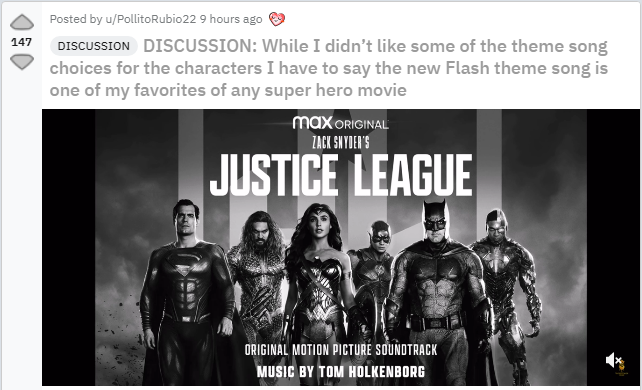 Posted by u/PollitoRubio22 9 hours ago
147
DISCUSSION DISCUSSION: While I didn't like some of the theme song
choices for the characters I have to say the new Flash theme song is
one of my favorites of any super hero movie
max ORIGINAL
ZACK SNYDER'S
JUSTICE LEAGUE
ORIGINAL MOTION PICTURE SOUNDTRACK
MUSIC BY TOM HOLKENBORG